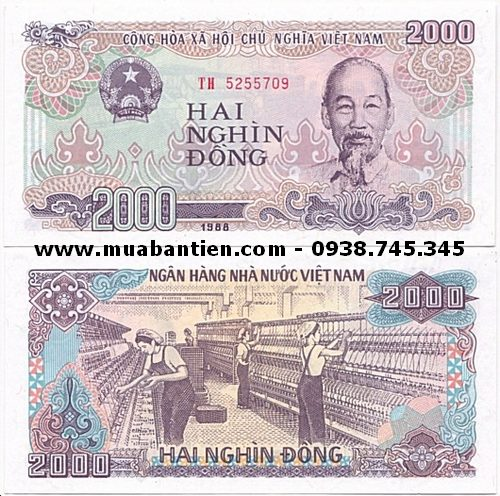 CỘNG HÒA XÃ HỘI CHỦ NGHĨA VIỆT NAM 2000
TH 5255709
HAI
NGHÌN
ĐỒNG
2000
1988
www.muabantien.com - 0938.745.345
NGÂN HÀNG NHÀ NƯỚC VIỆT NAM
2000
2000 HAI NGHÌN ĐỒNG